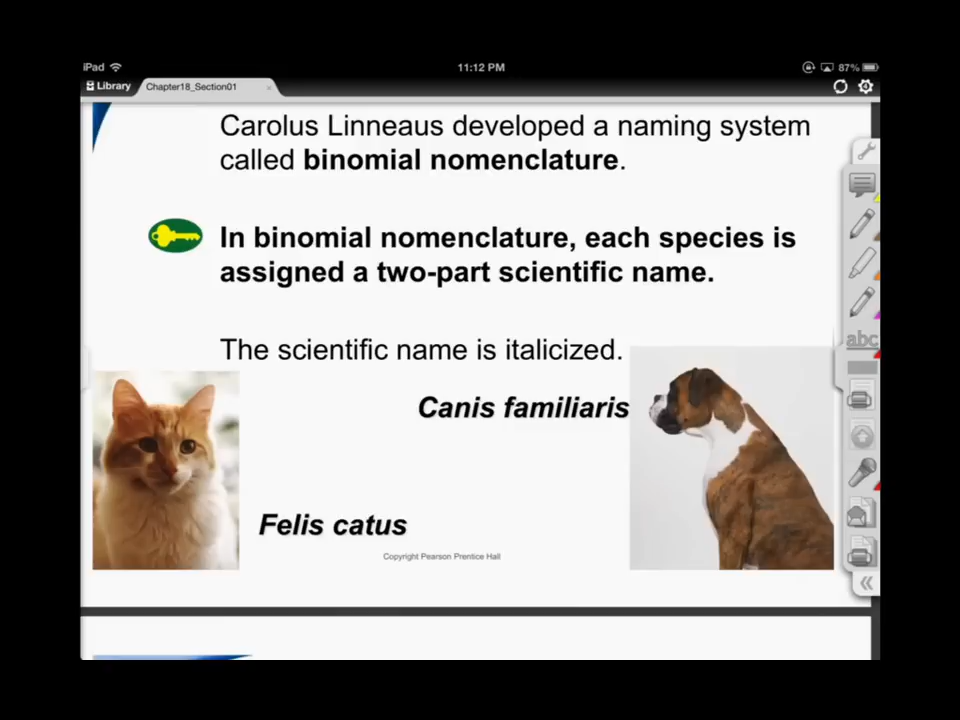 iPad
11:12 PM
87%
Library
Chapter18_Section01
Carolus Linneaus developed a naming system
called binomial nomenclature.
In binomial nomenclature, each species is
assigned a two-part scientific name.
The scientific name is italicized.
abc
Canis familiaris
Felis catus
Copyright Pearson Prentice Hall